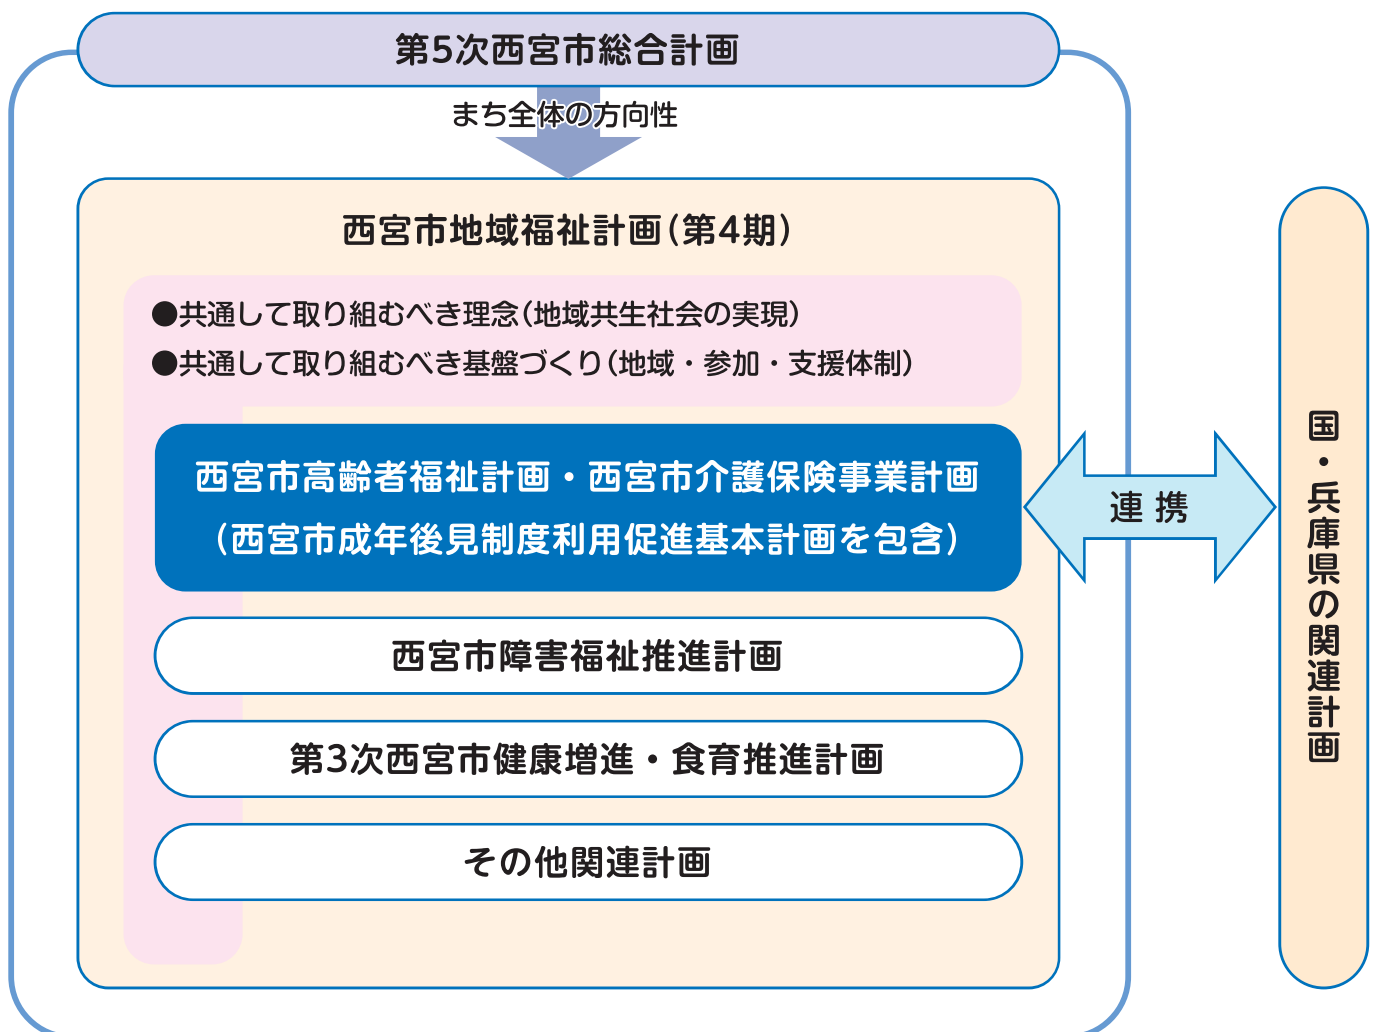 第5次西宮市総合計画
まち全体の方向性
西宮市地域福祉計画(第4期)
●共通して取り組むべき理念(地域共生社会の実現)
●共通して取り組むべき基盤づくり(地域・参加・支援体制)
西宮市高齢者福祉計画・西宮市介護保険事業計画
(西宮市成年後見制度利用促進基本計画を包含)
連 携
西宮市障害福祉推進計画
第3次西宮市健康増進・食育推進計画
その他関連計画
国・兵庫県の関連計画